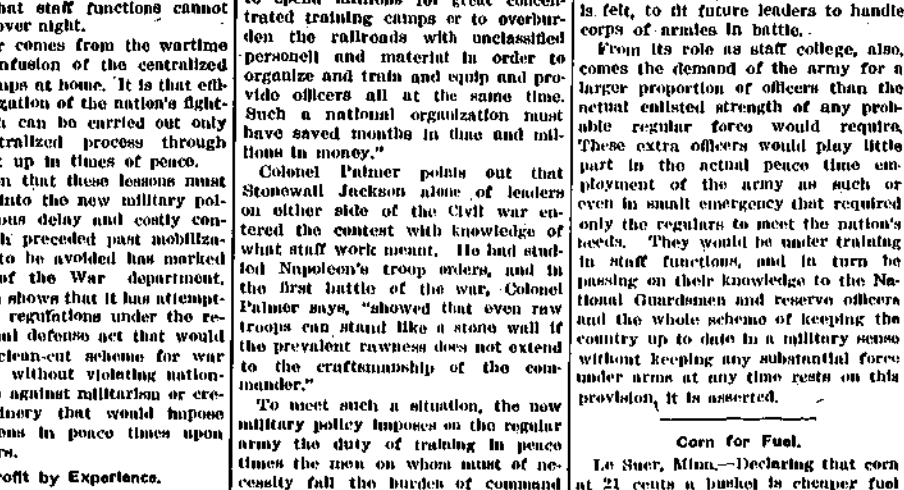 hat staff functions cannot
over night.
r comes from the wartime
nfusion of the centralized
mps at home. It is that effi-
zation of the nation's fight-
h can be carried out only
tralized process through
t up in times of peace.
n that these lessons must
into the new military pol-
ous delay and costly con-
h preceded past mobiliza-
to be avoided has marked
of the War department.
shows that it has attempt-
regulations under the re-
nal defense act that would
clean-cut scheme for war
without violating nation-
against militarism or cre-
inery that would impose
ons in peace times upon
rs.
rofit by Experience.
to spend millions for great concen-
trated training camps or to overbur-
den the railroads with unclassified
personell and material in order to
organize and train and equip and pro-
vide officers all at the same time.
Such a national organization must
have saved months in time and mil-
lions in money."
Colonel Palmer points out that
Stonewall Jackson alone of leaders
on either side of the Civil war en-
tered the contest with knowledge of
what staff work meant. He had stud-
ied Napoleon's troop orders, and in
the first battle of the war, Colonel
Palmer says, "showed that even raw
troops can stand like a stone wall if
the prevalent rawness does not extend
to the craftsmanship of the com-
mander."
To meet such a situation, the new
military policy imposes on the regular
army the duty of training in peace
times the men on whom must of ne-
cessity fall the burden of command
is felt, to fit future leaders to handle
corps of armies in battle.
From its role as staff college, also,
comes the demand of the army for a
larger proportion of officers than the
actual enlisted strength of any prob-
able regular force would require.
These extra officers would play little
part in the actual peace time em-
ployment of the army as such or
even in small emergency that required
only the regulars to meet the nation's
needs. They would be under training
in staff functions, and in turn be
passing on their knowledge to the Na-
tional Guardsmen and reserve officers
and the whole scheme of keeping the
country up to date in a military sense
without keeping any substantial force
under arms at any time rests on this
provision, it is asserted.
Corn for Fuel.
Le Suer, Minn.—Declaring that corn
at 21 cents a bushel is cheaper fuel